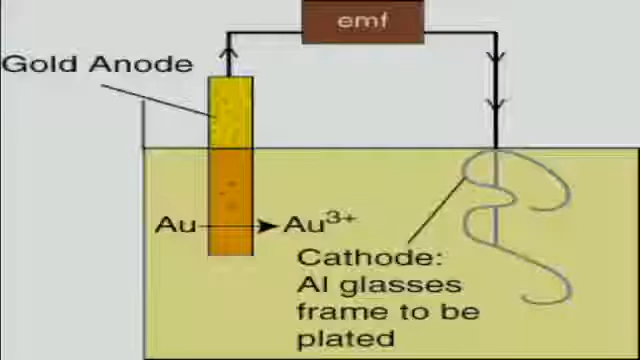 emf
Gold Anode
Au → Au³⁺
Cathode:
Al glasses
frame to be
plated